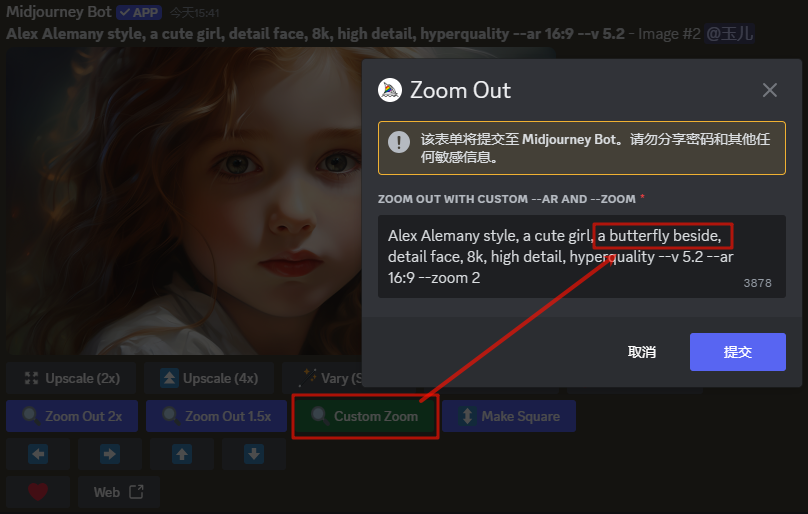 Midjourney Bot ✓ APP 今天15:41
Alex Alemany style, a cute girl, detail face, 8k, high detail, hyperquality --ar 16:9 --v 5.2 - Image #2 @玉儿
Zoom Out
该表单将提交至 Midjourney Bot。请勿分享密码和其他任
何敏感信息。
ZOOM OUT WITH CUSTOM --AR AND --ZOOM *
Alex Alemany style, a cute girl, a butterfly beside,
detail face, 8k, high detail, hyperquality --v 5.2 --ar
16:9 --zoom 2
3878
取消
提交
Upscale (2x) Upscale (4x) Vary (S
Zoom Out 2x Zoom Out 1.5x Custom Zoom Make Square
Web